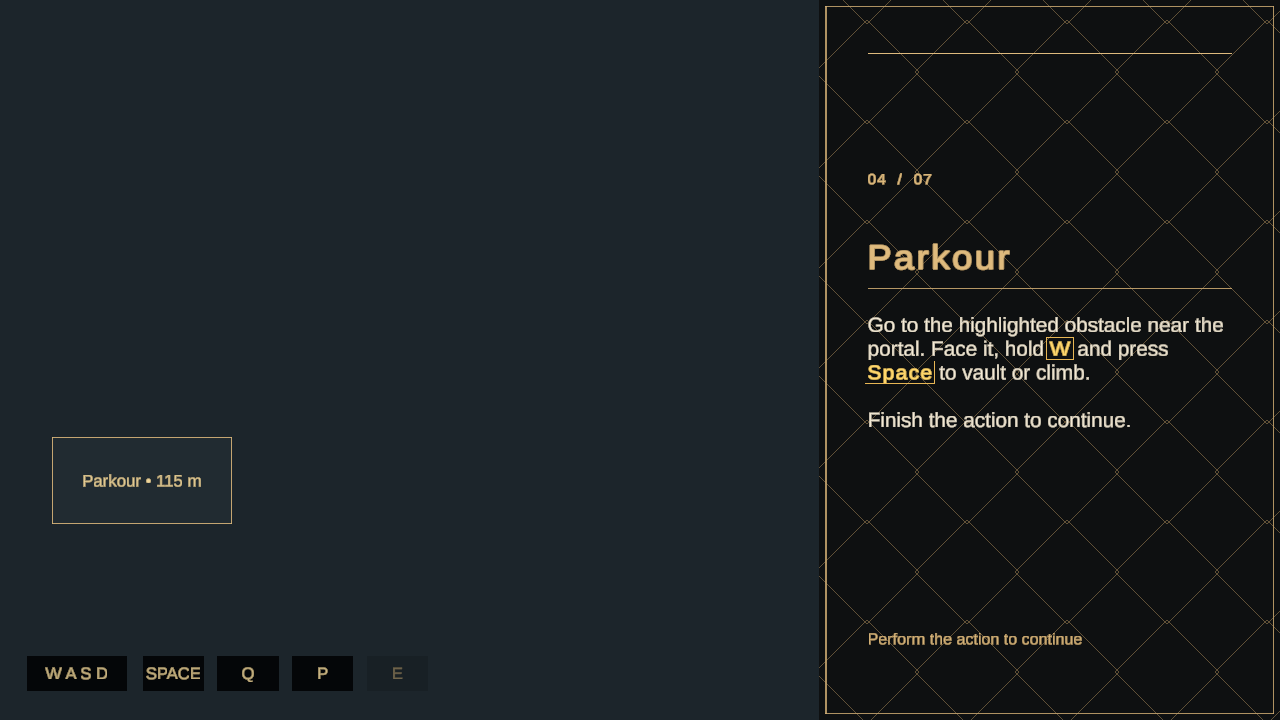 04 / 07
Parkour
Go to the highlighted obstacle near the
portal. Face it, hold W and press
Space to vault or climb.
Finish the action to continue.
Parkour • 115 m
Perform the action to continue
W A S D SPACE Q P E